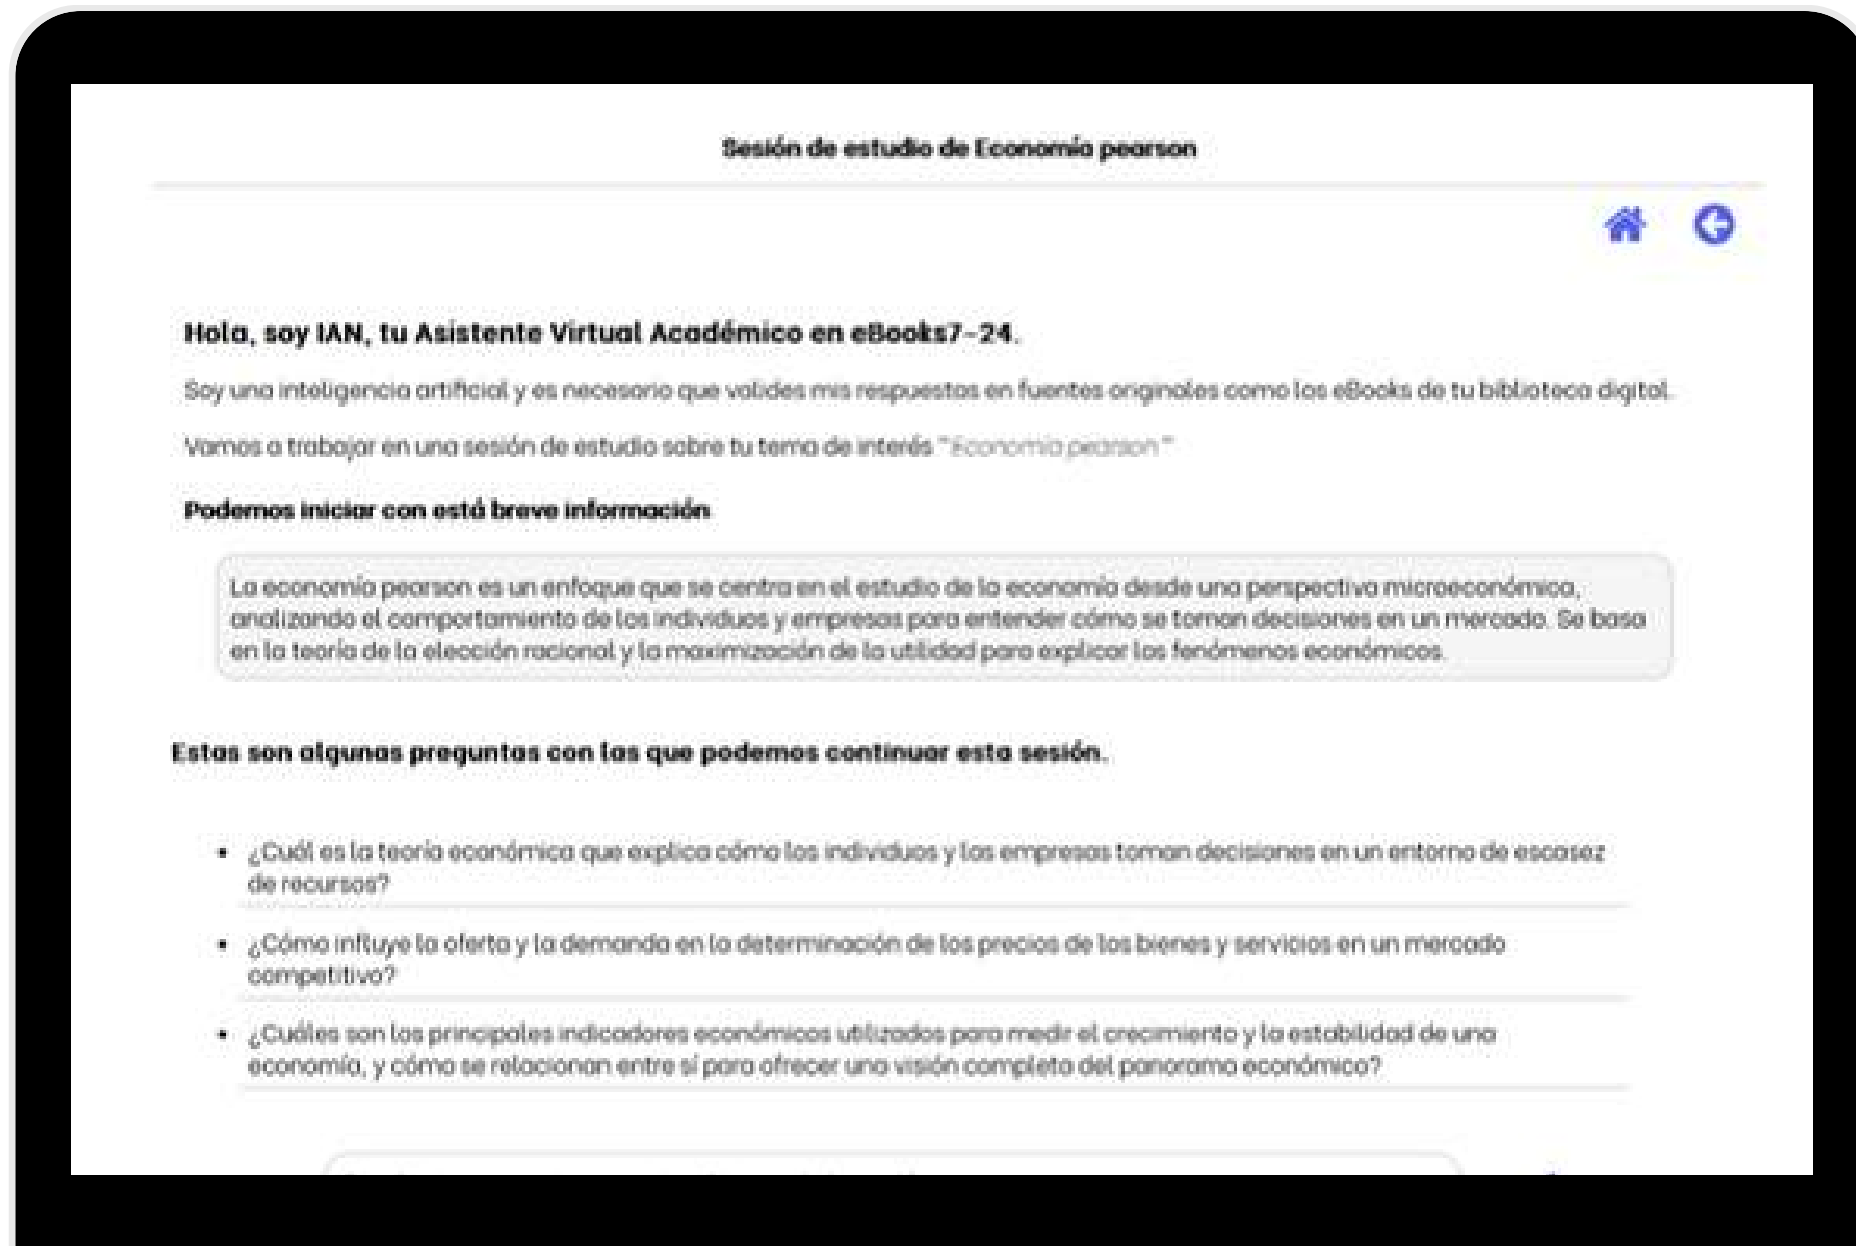 Sesión de estudio de Economía pearson
Hola, soy IAN, tu Asistente Virtual Académico en eBooks7-24.
Soy una inteligencia artificial y es necesario que valides mis respuestas en fuentes originales como los eBooks de tu biblioteca digital.
Vamos a trabajar en una sesión de estudio sobre tu tema de interés "Economía pearson"
Podemos iniciar con está breve información
La economía pearson es un enfoque que se centra en el estudio de la economía desde una perspectiva microeconómica,
analizando el comportamiento de los individuos y empresas para entender cómo se toman decisiones en un mercado. Se basa
en la teoría de la elección racional y la maximización de la utilidad para explicar los fenómenos económicos.
Estas son algunas preguntas con las que podemos continuar esta sesión.
• ¿Cuál es la teoría económica que explica cómo los individuos y las empresas toman decisiones en un entorno de escasez
de recursos?
• ¿Cómo influye la oferta y la demanda en la determinación de los precios de los bienes y servicios en un mercado
competitivo?
• ¿Cuáles son los principales indicadores económicos utilizados para medir el crecimiento y la estabilidad de una
economía, y cómo se relacionan entre sí para ofrecer una visión completa del panorama económico?